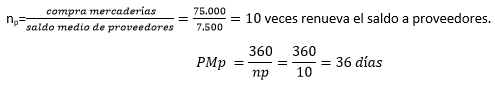 np=compra mercaderías/saldo medio de proveedores = 75.000/7.500 = 10 veces renueva el saldo a proveedores.
PMp = 360/np = 360/10 = 36 días